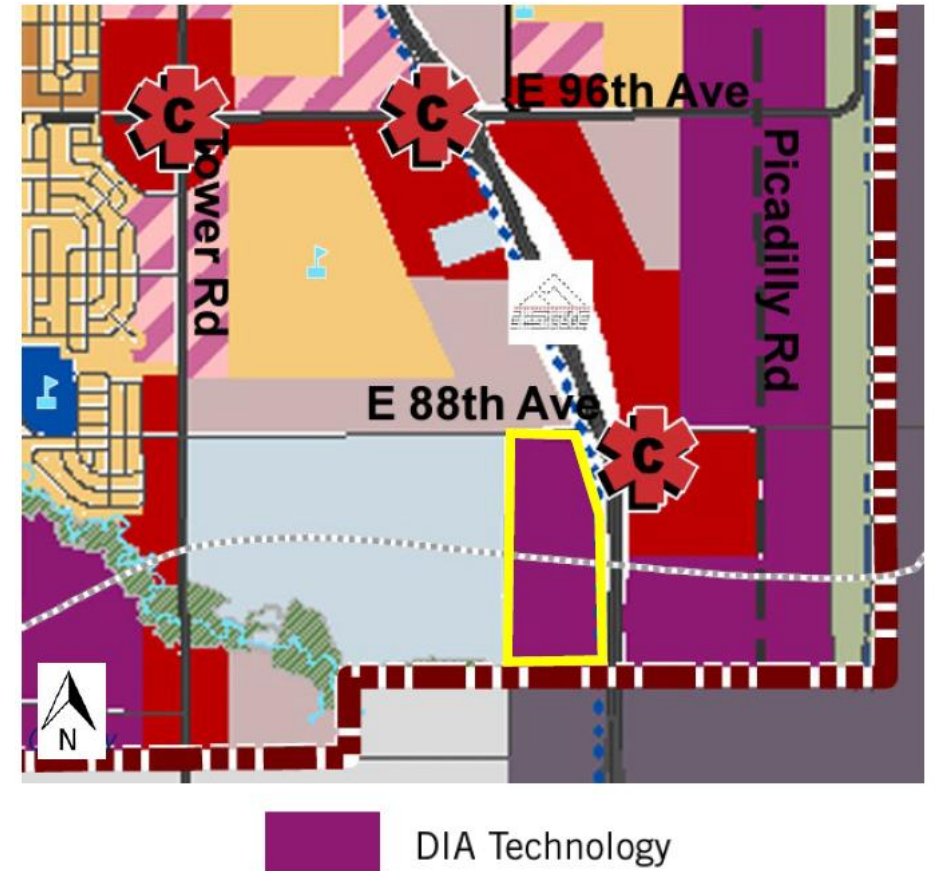 C
C
E 96th Ave
Tower Rd
Picadilly Rd
E 88th Ave
C
N
DIA Technology